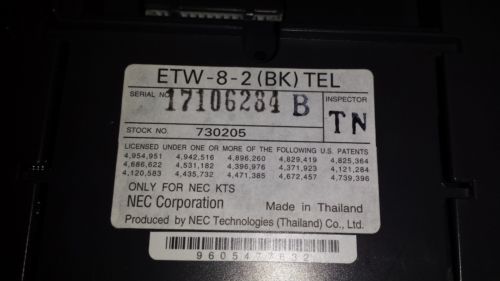 ETW-8-2 (BK) TEL
SERIAL NO. 17106284 B INSPECTOR
TN
STOCK NO. 730205
LICENSED UNDER ONE OR MORE OF THE FOLLOWING U.S. PATENTS
4,954,951 4,942,516 4,896,260 4,829,419 4,825,364
4,686,622 4,531,182 4,396,976 4,371,923 4,121,284
4,120,583 4,435,732 4,471,385 4,672,457 4,739,396
ONLY FOR NEC KTS
NEC Corporation Made in Thailand
Produced by NEC Technologies (Thailand) Co., Ltd.
9605477632